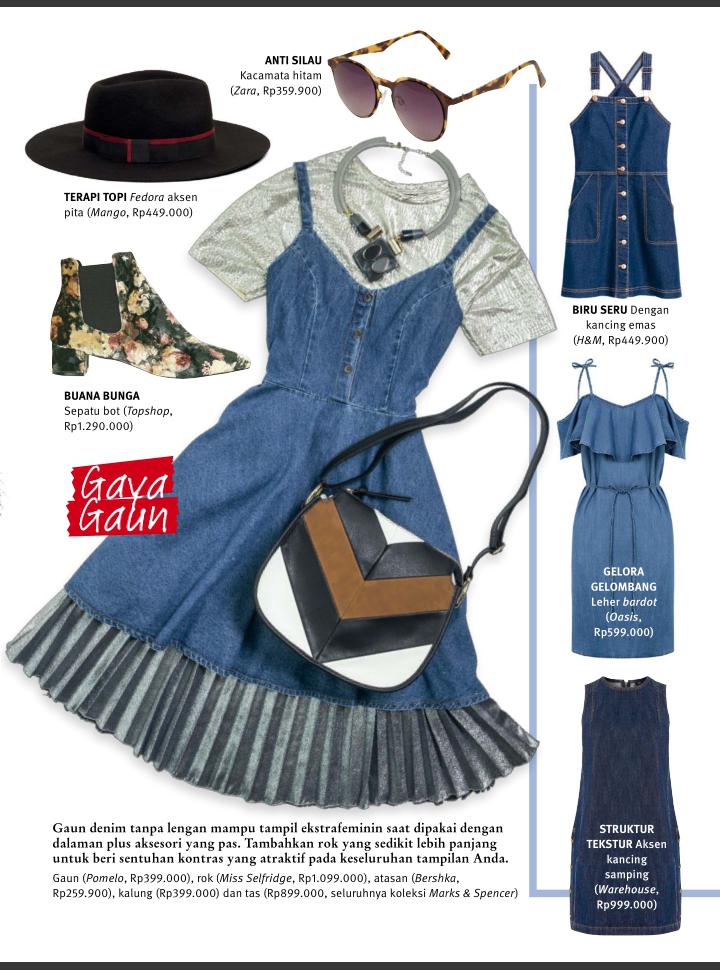 ANTI SILAU
Kacamata hitam
(Zara, Rp359.900)
TERAPI TOPI Fedora aksen
pita (Mango, Rp449.000)
BIRU SERU Dengan
kancing emas
(H&M, Rp449.900)
BUANA BUNGA
Sepatu bot (Topshop,
Rp1.290.000)
Gaya
Gaun
GELORA
GELOMBANG
Leher bardot
(Oasis,
Rp599.000)
STRUKTUR
TEKSTUR Aksen
kancing
samping
(Warehouse,
Rp999.000)
Gaun denim tanpa lengan mampu tampil ekstrafeminin saat dipakai dengan
dalaman plus aksesori yang pas. Tambahkan rok yang sedikit lebih panjang
untuk beri sentuhan kontras yang atraktif pada keseluruhan tampilan Anda.
Gaun (Pomelo, Rp399.000), rok (Miss Selfridge, Rp1.099.000), atasan (Bershka,
Rp259.900), kalung (Rp399.000) dan tas (Rp899.000, seluruhnya koleksi Marks & Spencer)